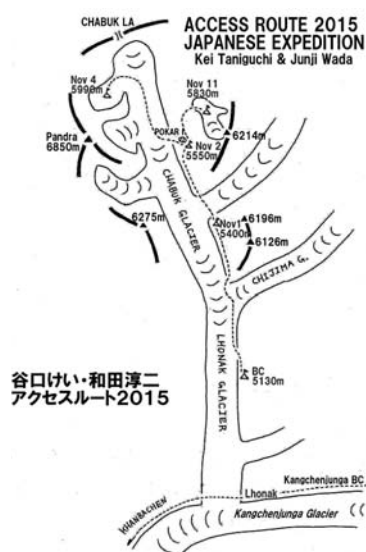 CHABUK LA
ACCESS ROUTE 2015
JAPANESE EXPEDITION
Kei Taniguchi & Junji Wada
Nov 4
5990m
Nov 11
5830m
POKAR
6214m
Pandra
6850m
Nov 2
5550m
CHABUK GLACIER
6275m
Nov1
5400m
6196m
6126m
CHIJIMA G.
LHONAK GLACIER
BC
5130m
谷口けい・和田淳二
アクセスルート2015
Kangchenjunga BC
Lhonak
KHANBACHEN
Kangchenjunga Glacier